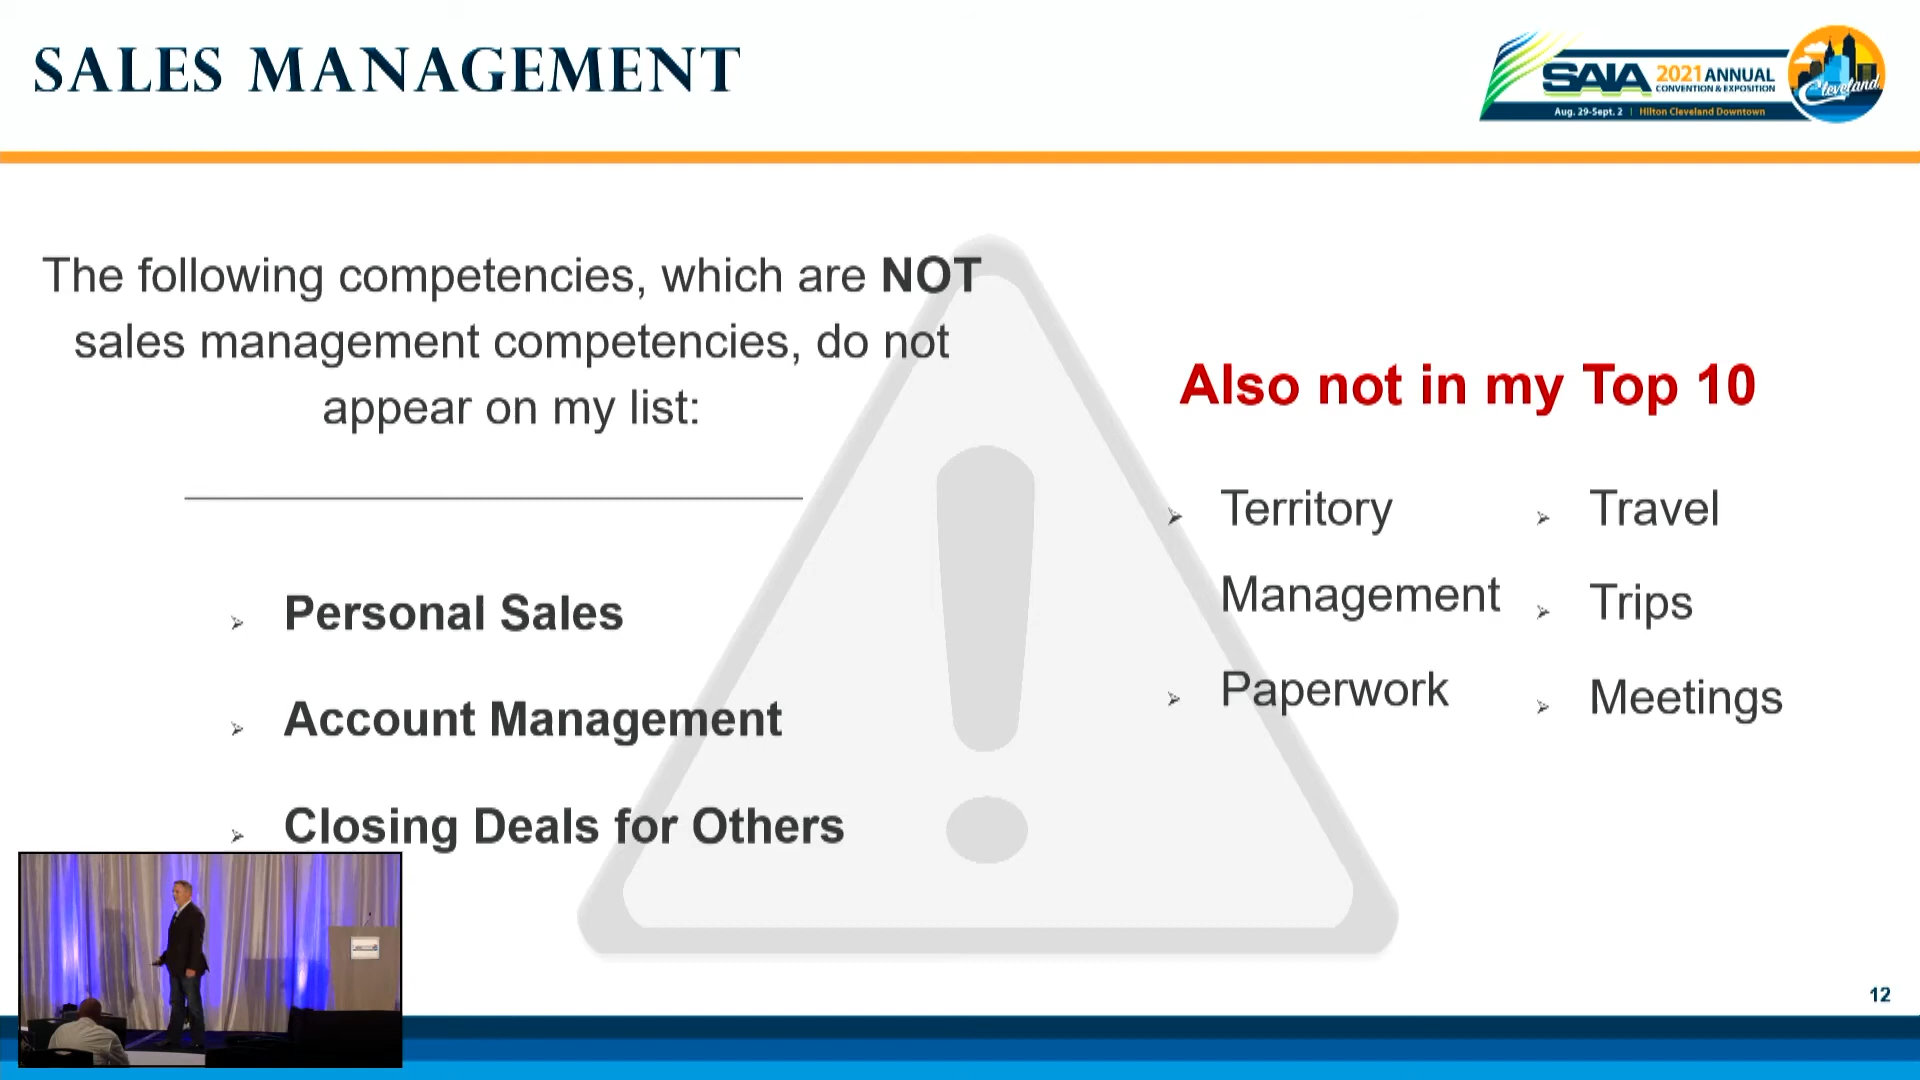 SALES MANAGEMENT
SAIA 2021 ANNUAL
CONVENTION & EXPOSITION
Cleveland
Aug. 29-Sept. 2 | Hilton Cleveland Downtown
The following competencies, which are NOT
sales management competencies, do not
appear on my list:
➢ Personal Sales
➢ Account Management
➢ Closing Deals for Others
Also not in my Top 10
➢ Territory
Management
➢ Paperwork
➢ Travel
➢ Trips
➢ Meetings
12